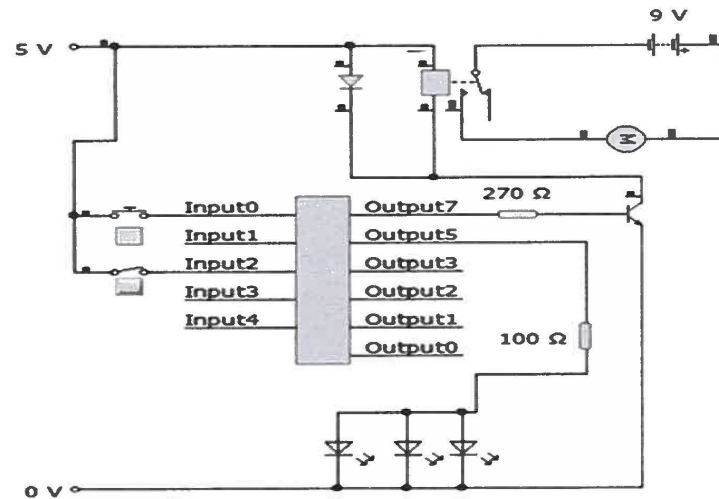 9 V
5 V
270 Ω
Input0
Output7
Input1
Output5
Input2
Output3
Input3
Output2
Input4
Output1
Output0
100 Ω
M
0 V